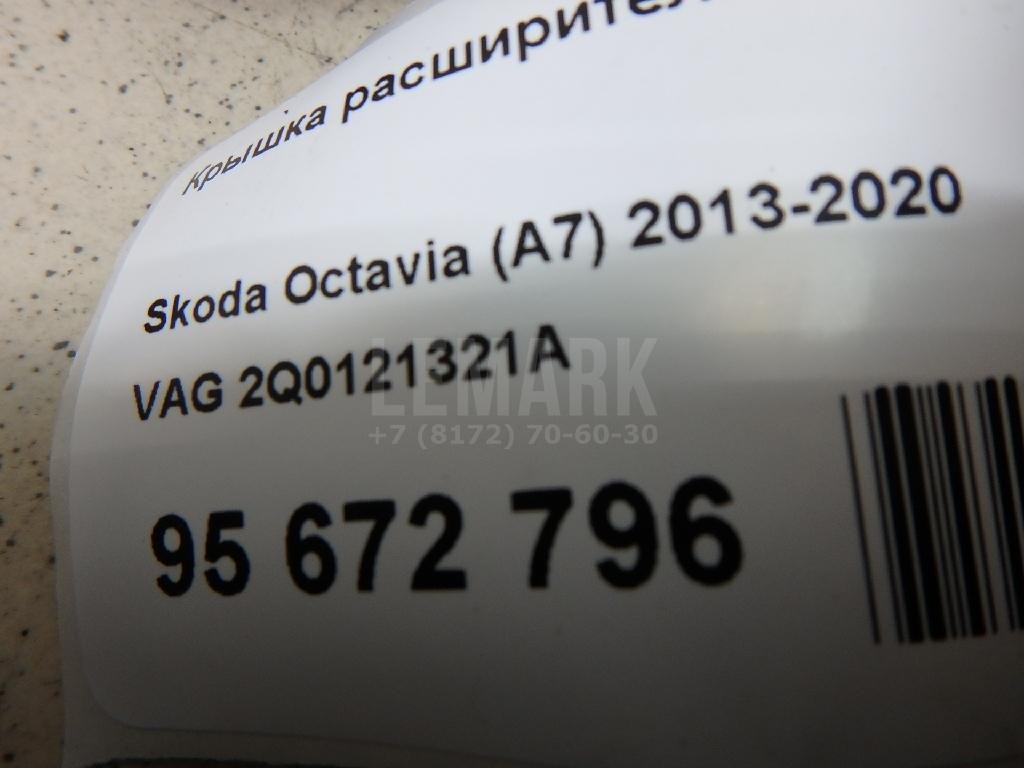 Крышка расширител
Skoda Octavia (A7) 2013-2020
VAG 2Q0121321A
LEMARK
+7 (8172) 70-60-30
95 672 796